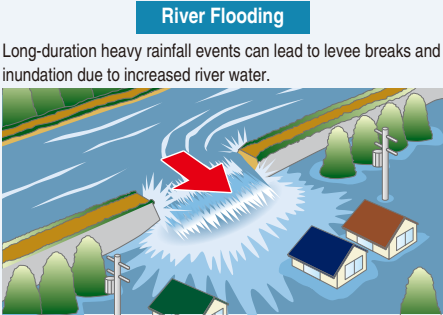 River Flooding
Long-duration heavy rainfall events can lead to levee breaks and
inundation due to increased river water.